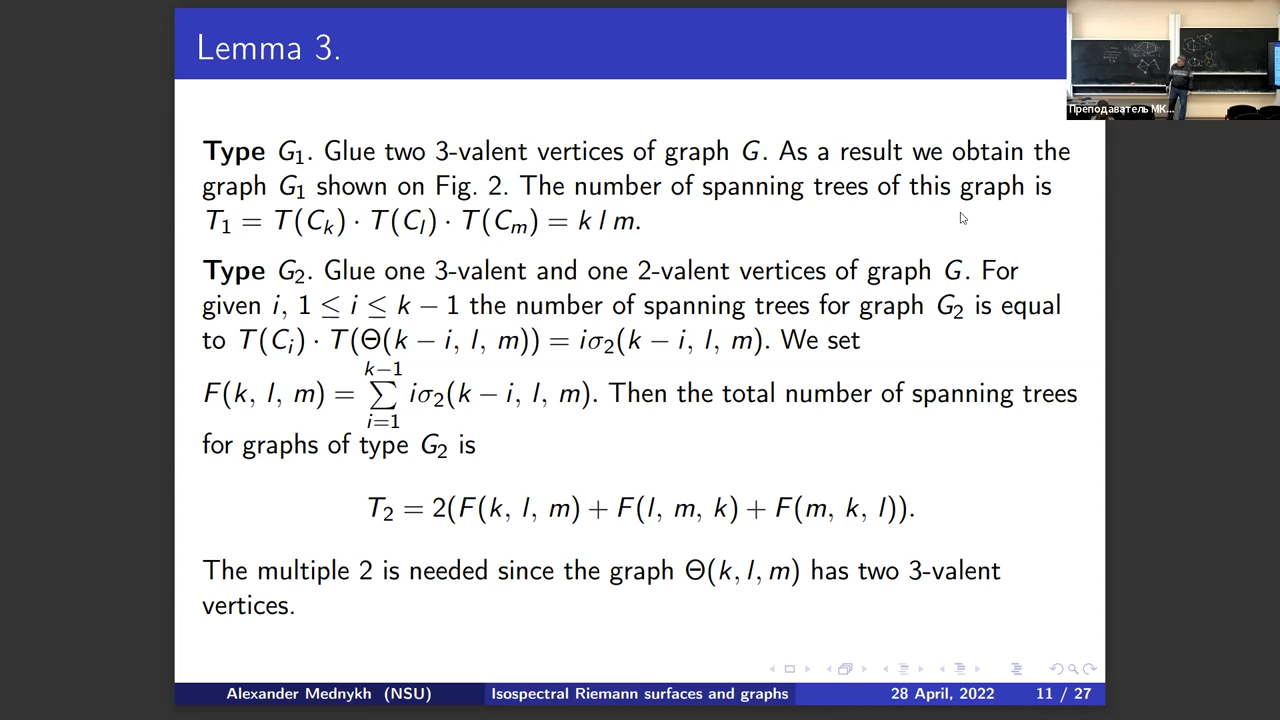 Lemma 3.
Преподаватель МК...
Type G₁. Glue two 3-valent vertices of graph G. As a result we obtain the
graph G₁ shown on Fig. 2. The number of spanning trees of this graph is
T₁ = T(Cₖ) · T(Cₗ) · T(Cₘ) = k l m.
Type G₂. Glue one 3-valent and one 2-valent vertices of graph G. For
given i, 1 ≤ i ≤ k − 1 the number of spanning trees for graph G₂ is equal
to T(Cᵢ) · T(Θ(k − i, l, m)) = iσ₂(k − i, l, m). We set
F(k, l, m) = ∑_{i=1}^{k−1} iσ₂(k − i, l, m). Then the total number of spanning trees
for graphs of type G₂ is
T₂ = 2(F(k, l, m) + F(l, m, k) + F(m, k, l)).
The multiple 2 is needed since the graph Θ(k, l, m) has two 3-valent
vertices.
Alexander Mednykh (NSU) Isospectral Riemann surfaces and graphs 28 April, 2022 11 / 27